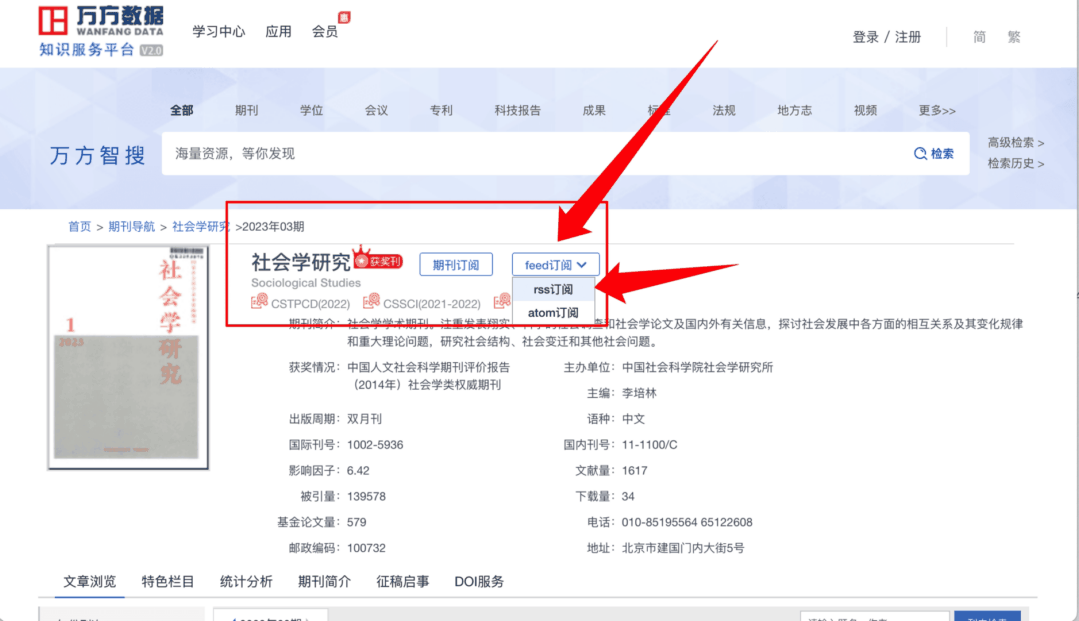 万方数据
WANFANG DATA
知识服务平台 V2.0
学习中心 应用 会员 惠
登录 / 注册 简 繁
全部 期刊 学位 会议 专利 科技报告 成果 法规 地方志 视频 更多>>
万方智搜
海量资源，等你发现
检索
高级检索 >
检索历史 >
首页 > 期刊导航 > 社会学研究 >2023年03期
社会学研究
1
2023
社会学研究 获奖刊 期刊订阅 feed订阅
Sociological Studies
rss订阅
CSTPCD(2022) CSSCI(2021-2022)
atom订阅
期刊简介： 社会学学术期刊。注重发表翔实、和社会学论文及国内外有关信息，探讨社会发展中各方面的相互关系及其变化规律
和重大理论问题，研究社会结构、社会变迁和其他社会问题。
获奖情况： 中国人文社会科学期刊评价报告
（2014年）社会学类权威期刊
主办单位： 中国社会科学院社会学研究所
主编： 李培林
出版周期： 双月刊
语种： 中文
国际刊号： 1002-5936
国内刊号： 11-1100/C
影响因子： 6.42
文献量： 1617
被引量： 139578
下载量： 34
基金论文量： 579
电话： 010-85195564 65122608
邮政编码： 100732
地址： 北京市建国门内大街5号
文章浏览 特色栏目 统计分析 期刊简介 征稿启事 DOI服务